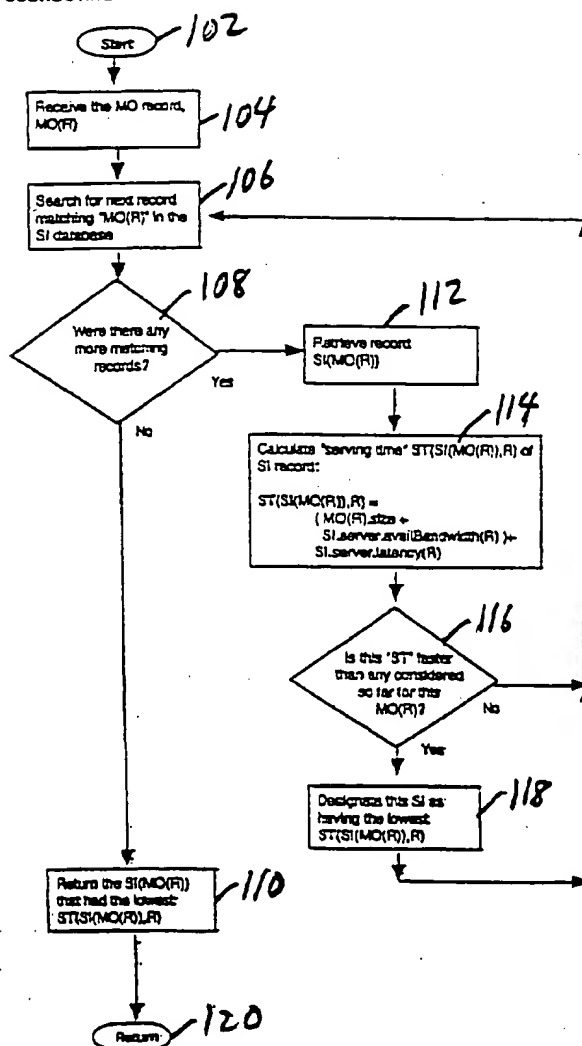 Start
102
Receive the MO record,
MO(R)
104
Search for next record
matching "MO(R)" in the
SI database
106
Were there any
more matching
records?
108
Yes
No
Retrieve record
SI(MO(R))
112
Calculate "serving time" ST(SI(MO(R)),R) of
SI record:
ST(SI(MO(R)),R) =
( MO(R).size ÷
SI.server.availBandwidth(R) )+
SI.server.latency(R)
114
Is this "ST" faster
than any considered
so far for this
MO(R)?
116
No
Yes
Designate this SI as
having the lowest
ST(SI(MO(R)),R)
118
Return the SI(MO(R))
that had the lowest
ST(SI(MO(R)),R)
110
Return
120